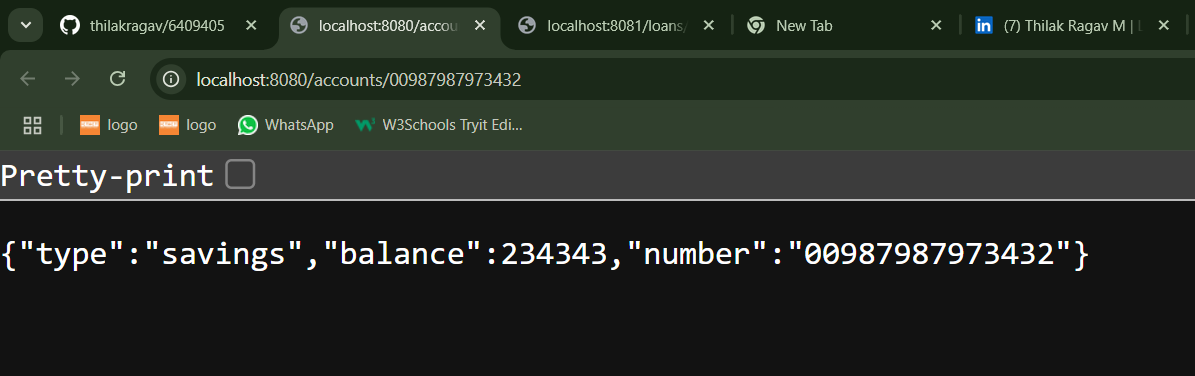 thilakragav/6409405
localhost:8080/accou
localhost:8081/loans/
New Tab
(7) Thilak Ragav M |
localhost:8080/accounts/00987987973432
logo
logo
WhatsApp
W3Schools Tryit Edi...
Pretty-print
{"type":"savings","balance":234343,"number":"00987987973432"}